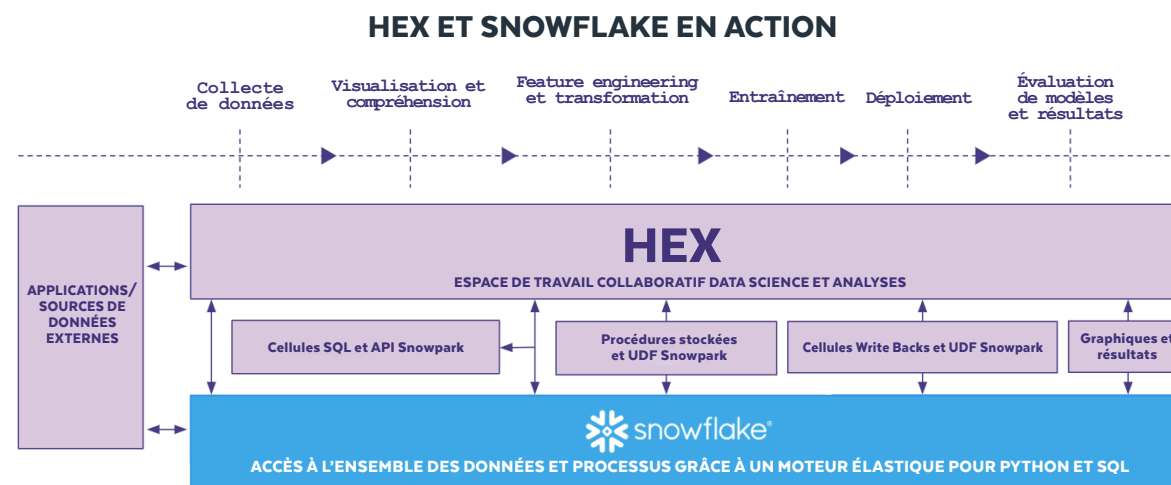 HEX ET SNOWFLAKE EN ACTION
Collecte
de données
Visualisation et
compréhension
Feature engineering
et transformation
Entraînement
Déploiement
Évaluation
de modèles
et résultats
APPLICATIONS/
SOURCES DE
DONNÉES
EXTERNES
HEX
ESPACE DE TRAVAIL COLLABORATIF DATA SCIENCE ET ANALYSES
Cellules SQL et API Snowpark
Procédures stockées
et UDF Snowpark
Cellules Write Backs et UDF Snowpark
Graphiques et
résultats
snowflake®
ACCÈS À L’ENSEMBLE DES DONNÉES ET PROCESSUS GRÂCE À UN MOTEUR ÉLASTIQUE POUR PYTHON ET SQL